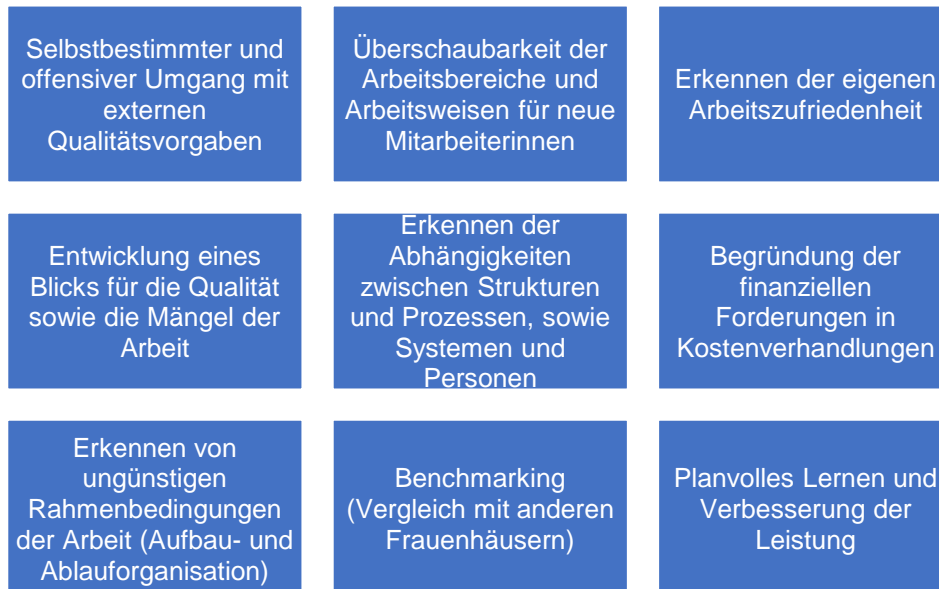 Selbstbestimmter und
offensiver Umgang mit
externen
Qualitätsvorgaben
Überschaubarkeit der
Arbeitsbereiche und
Arbeitsweisen für neue
Mitarbeiterinnen
Erkennen der eigenen
Arbeitszufriedenheit
Entwicklung eines
Blicks für die Qualität
sowie die Mängel der
Arbeit
Erkennen der
Abhängigkeiten
zwischen Strukturen
und Prozessen, sowie
Systemen und
Personen
Begründung der
finanziellen
Forderungen in
Kostenverhandlungen
Erkennen von
ungünstigen
Rahmenbedingungen
der Arbeit (Aufbau- und
Ablauforganisation)
Benchmarking
(Vergleich mit anderen
Frauenhäusern)
Planvolles Lernen und
Verbesserung der
Leistung